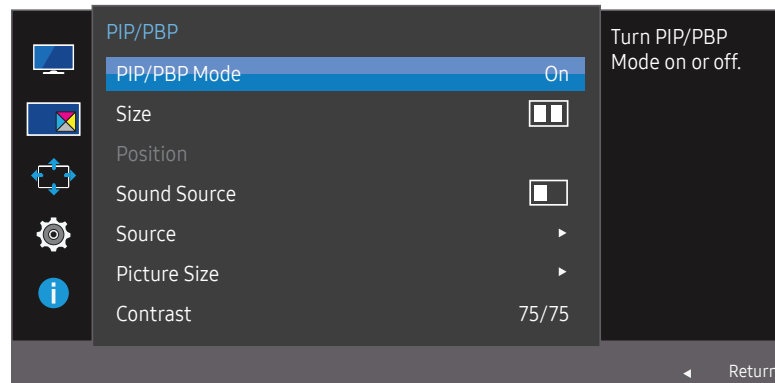 PIP/PBP
PIP/PBP Mode On
Size
Position
Sound Source
Source
Picture Size
Contrast 75/75
Turn PIP/PBP
Mode on or off.
Return